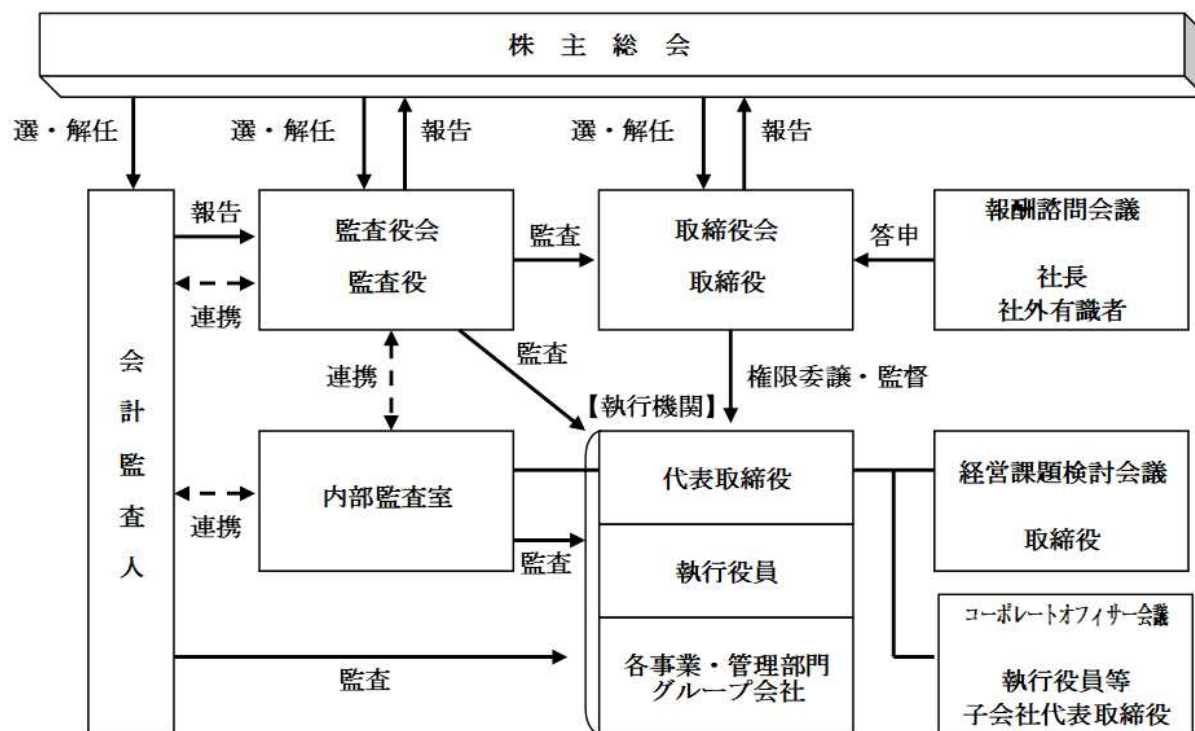 株主総会
選・解任
選・解任
報告
選・解任
報告
報告
連携
監査役会
監査役
監査
取締役会
取締役
答申
報酬諮問会議
社長
社外有識者
連携
監査
権限委譲・監督
【執行機関】
会計監査人
連携
内部監査室
監査
代表取締役
執行役員
各事業・管理部門
グループ会社
経営課題検討会議
取締役
コーポレートオフィサー会議
執行役員等
子会社代表取締役
監査